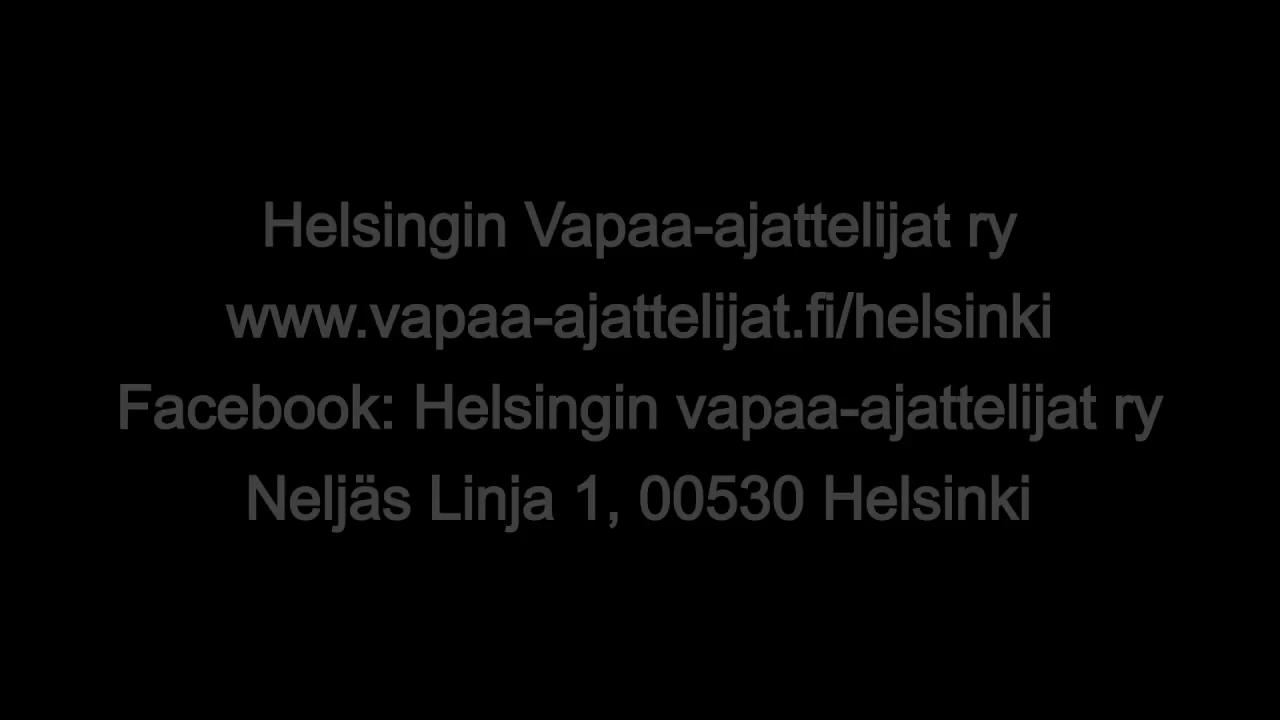 Helsingin Vapaa-ajattelijat ry
www.vapaa-ajattelijat.fi/helsinki
Facebook: Helsingin vapaa-ajattelijat ry
Neljäs Linja 1, 00530 Helsinki